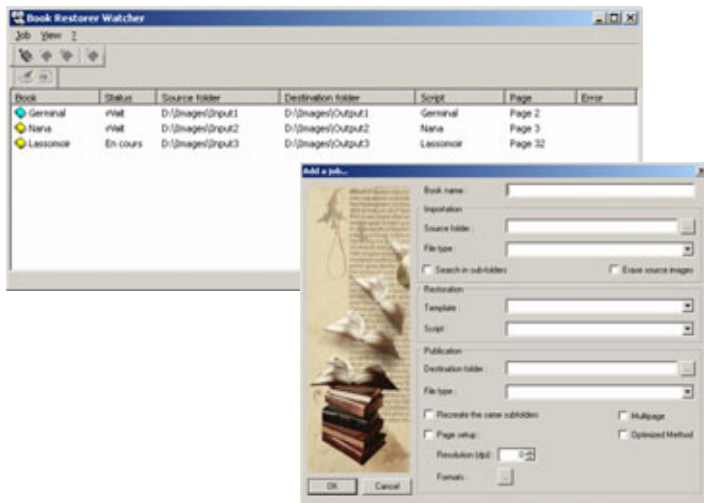 Book Restorer Watcher
Job View ?
Book Status Source folder Destination folder Script Page Error
Germinal Wait D:\Images\Input1 D:\Images\Output1 Germinal Page 2
Nana Wait D:\Images\Input2 D:\Images\Output2 Nana Page 3
Lassomoir En cours D:\Images\Input3 D:\Images\Output3 Lassomoir Page 32
Add a job...
Book name :
Importation
Source folder :
...
File type :
Search in sub-folders Erase source images
Restoration
Template :
Script :
Publication
Destination folder :
...
File type :
Recreate the same subfolders Multipage
Page setup : Optimized Method
Resolution (dpi) : 0
Formats : ...
OK Cancel